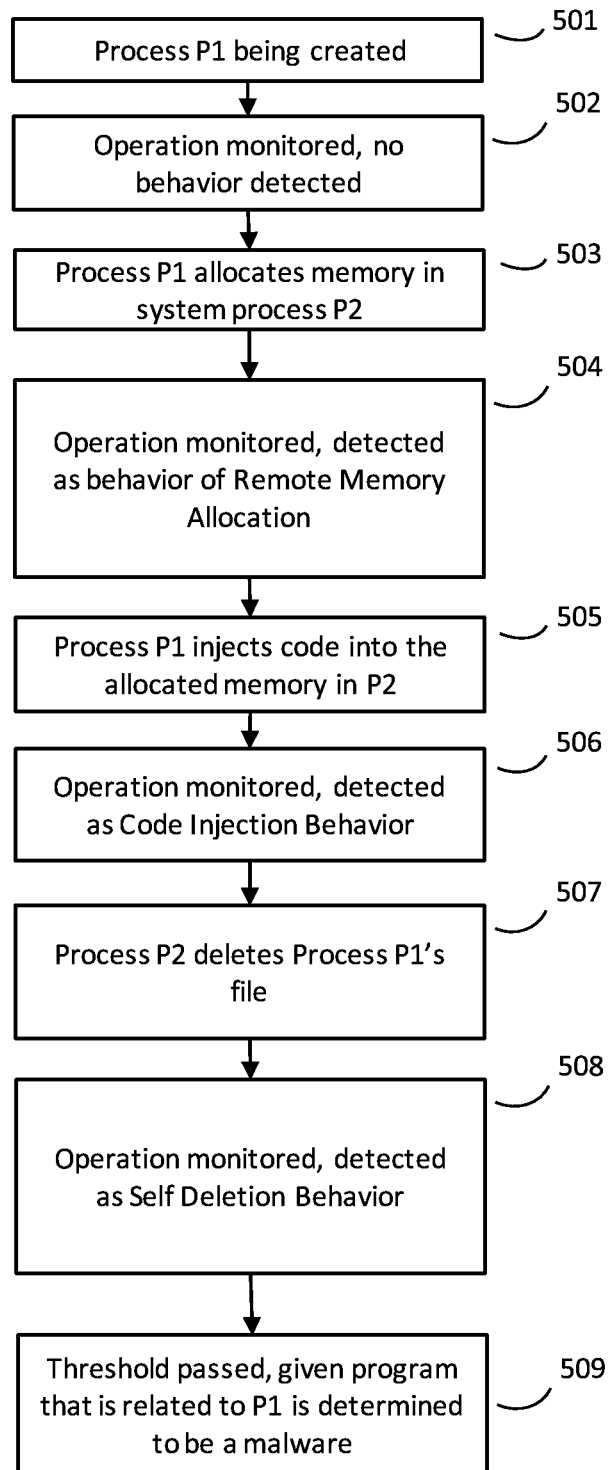 501
Process P1 being created
502
Operation monitored, no
behavior detected
503
Process P1 allocates memory in
system process P2
504
Operation monitored, detected
as behavior of Remote Memory
Allocation
505
Process P1 injects code into the
allocated memory in P2
506
Operation monitored, detected
as Code Injection Behavior
507
Process P2 deletes Process P1's
file
508
Operation monitored, detected
as Self Deletion Behavior
509
Threshold passed, given program
that is related to P1 is determined
to be a malware